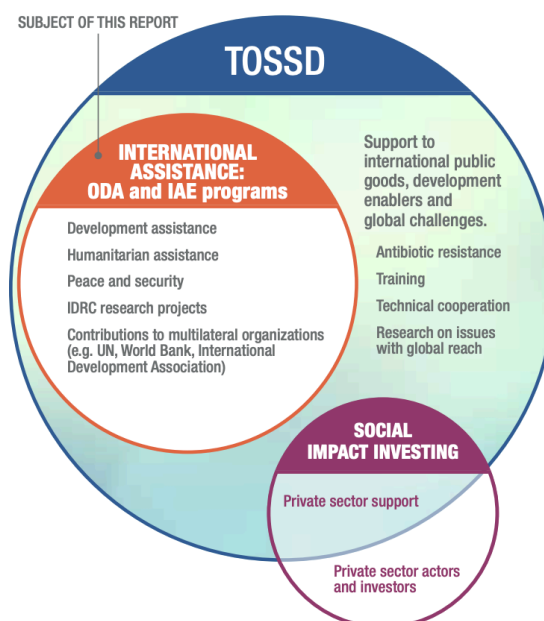 SUBJECT OF THIS REPORT
TOSSD
INTERNATIONAL
ASSISTANCE:
ODA and IAE programs
Development assistance
Humanitarian assistance
Peace and security
IDRC research projects
Contributions to multilateral organizations
(e.g. UN, World Bank, International
Development Association)
Support to
international public
goods, development
enablers and
global challenges.
Antibiotic resistance
Training
Technical cooperation
Research on issues
with global reach
SOCIAL
IMPACT INVESTING
Private sector support
Private sector actors
and investors